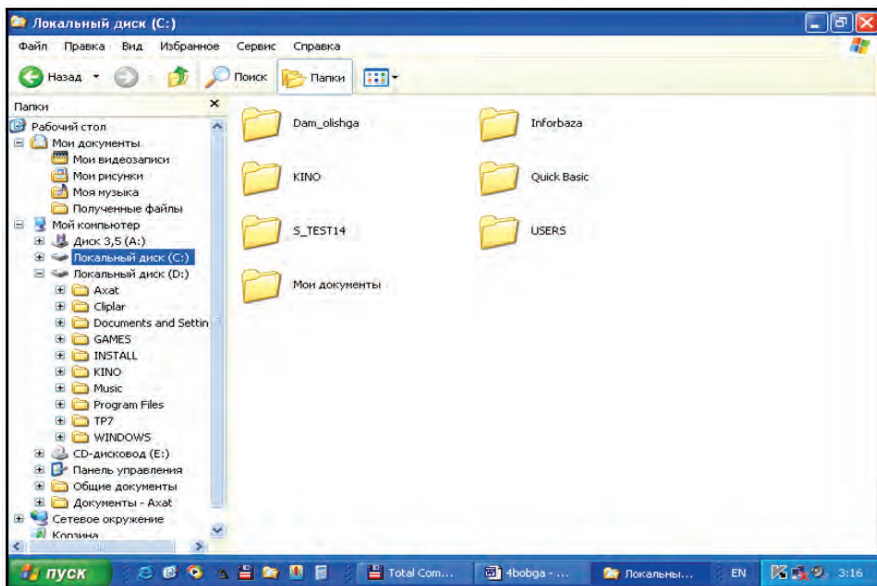 Локальный диск (C:)
Файл Правка Вид Избранное Сервис Справка
Назад Поиск Папки
Папки
Рабочий стол
Мои документы
Мои видеозаписи
Мои рисунки
Моя музыка
Полученные файлы
Мой компьютер
Диск 3,5 (A:)
Локальный диск (C:)
Локальный диск (D:)
Axat
Cliplar
Documents and Settin
GAMES
INSTALL
KINO
Music
Program Files
TP7
WINDOWS
CD-дисковод (E:)
Панель управления
Общие документы
Документы - Axat
Сетевое окружение
Корзина
Dam_olishga Inforbaza
KINO Quick Basic
S_TEST14 USERS
Мои документы
пуск Total Com... 4bobga - ... Локальны... EN 3:16